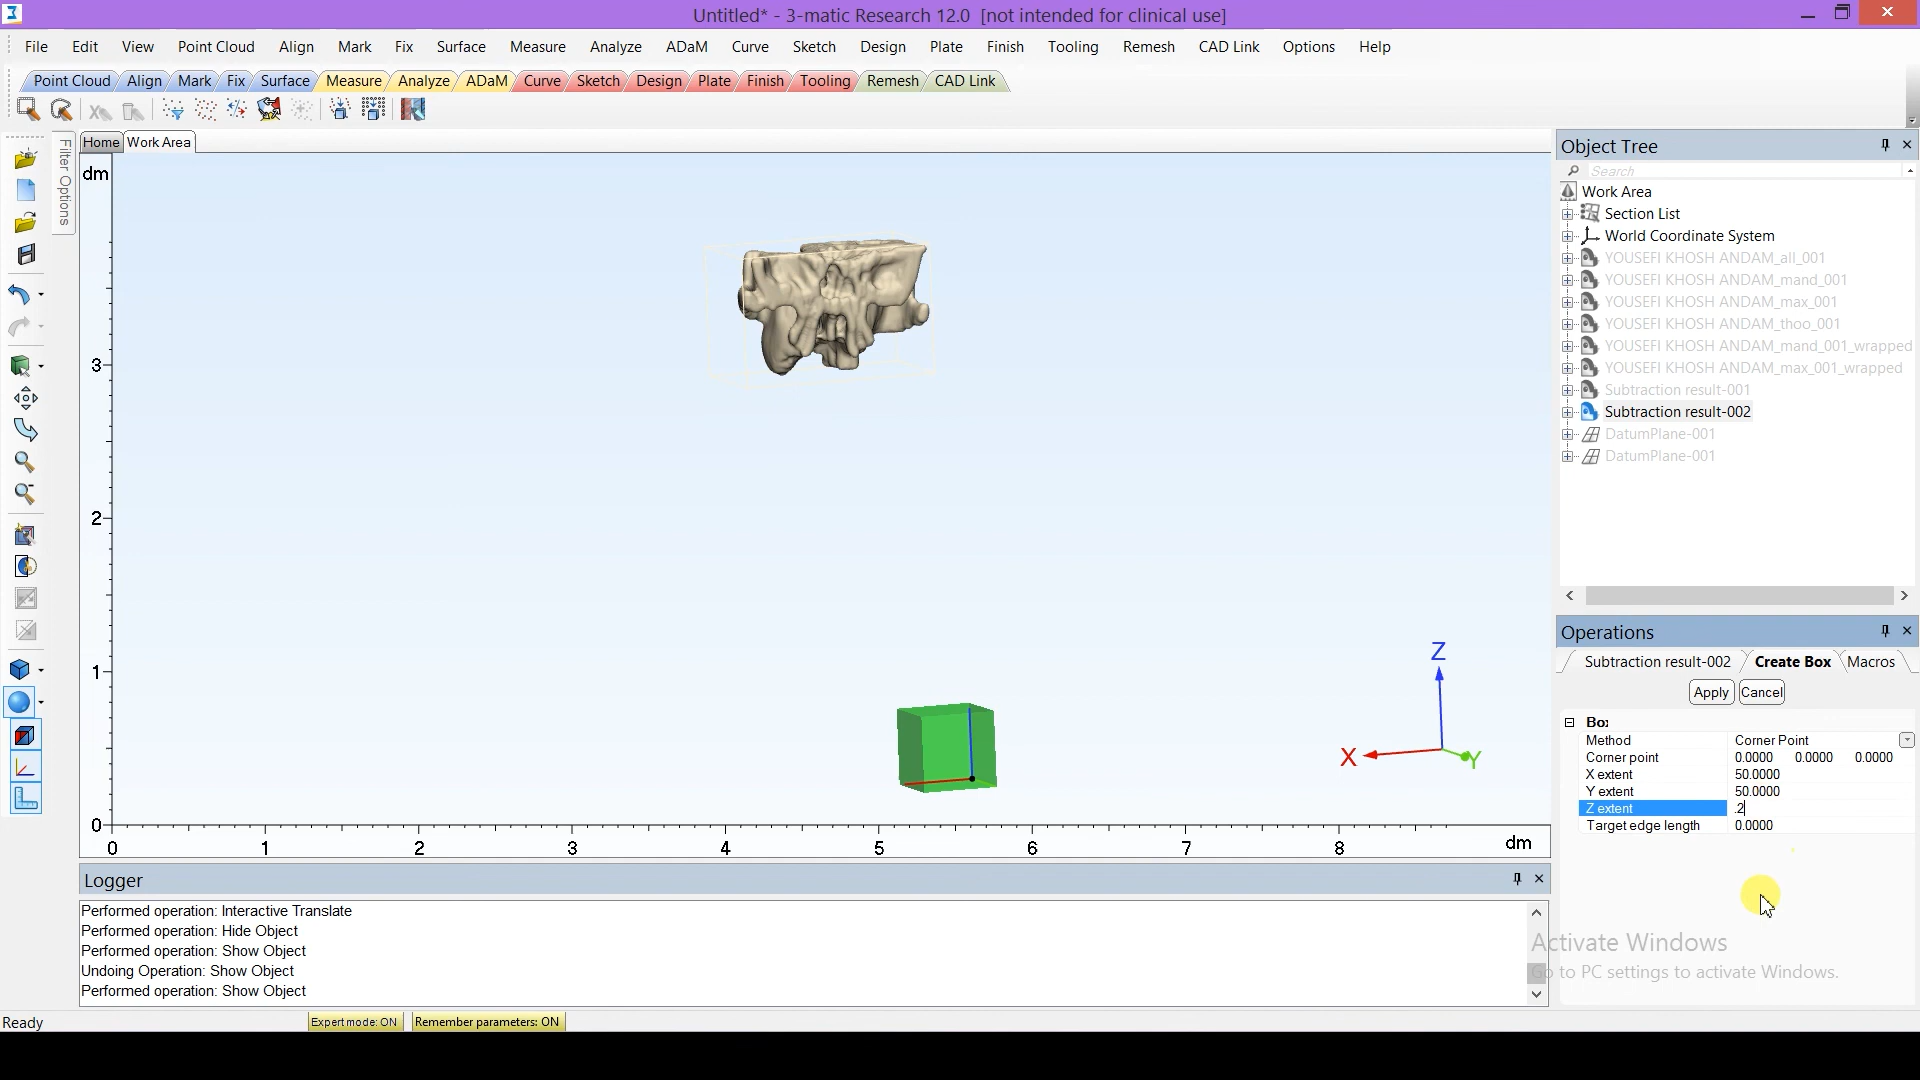 Untitled* - 3-matic Research 12.0 [not intended for clinical use]
File Edit View Point Cloud Align Mark Fix Surface Measure Analyze ADaM Curve Sketch Design Plate Finish Tooling Remesh CAD Link Options Help
Point Cloud Align Mark Fix Surface Measure Analyze ADaM Curve Sketch Design Plate Finish Tooling Remesh CAD Link
Filter Options
Home Work Area
dm
3
2
1
0
0 1 2 3 4 5 6 7 8 dm
Z
X
Y
Object Tree
Search
Work Area
Section List
World Coordinate System
YOUSEFI KHOSH ANDAM_all_001
YOUSEFI KHOSH ANDAM_mand_001
YOUSEFI KHOSH ANDAM_max_001
YOUSEFI KHOSH ANDAM_thoo_001
YOUSEFI KHOSH ANDAM_mand_001_wrapped
YOUSEFI KHOSH ANDAM_max_001_wrapped
Subtraction result-001
Subtraction result-002
DatumPlane-001
DatumPlane-001
Operations
Subtraction result-002 Create Box Macros
Apply Cancel
Box
Method Corner Point
Corner point 0.0000 0.0000 0.0000
X extent 50.0000
Y extent 50.0000
Z extent .2
Target edge length 0.0000
Logger
Performed operation: Interactive Translate
Performed operation: Hide Object
Performed operation: Show Object
Undoing Operation: Show Object
Performed operation: Show Object
Activate Windows
Go to PC settings to activate Windows.
Ready Expert mode: ON Remember parameters: ON